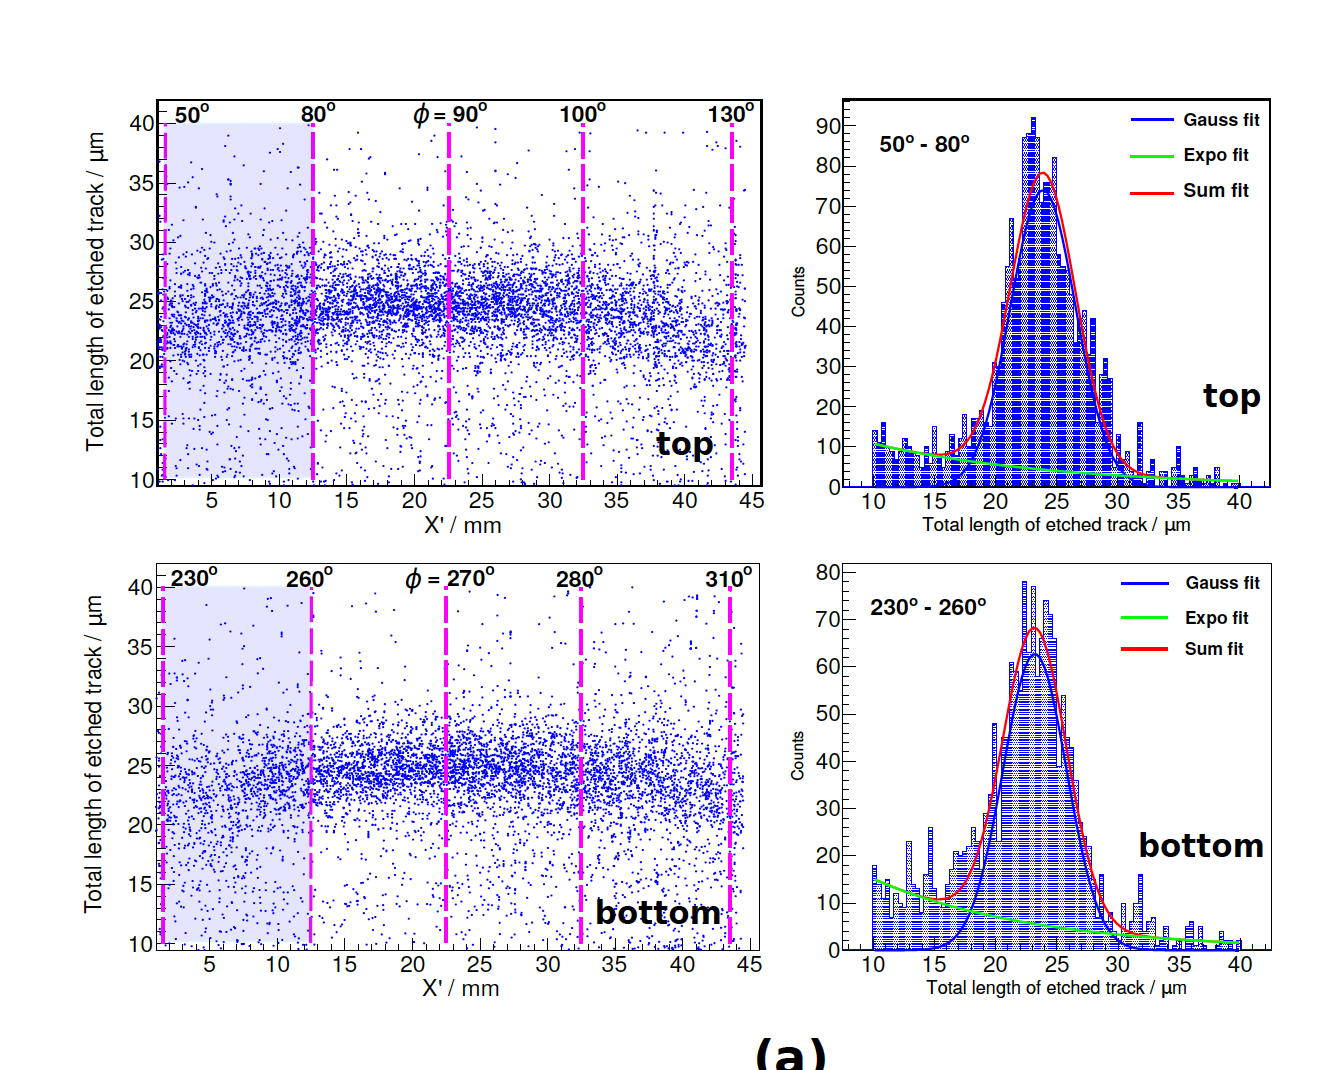 50° 80° ϕ = 90° 100° 130°
Total length of etched track / μm
40
35
30
25
20
15
10
top
5 10 15 20 25 30 35 40 45
X' / mm
50° - 80°
Gauss fit
Expo fit
Sum fit
Counts
90
80
70
60
50
40
30
20
10
0
top
10 15 20 25 30 35 40
Total length of etched track / μm
230° 260° ϕ = 270° 280° 310°
Total length of etched track / μm
40
35
30
25
20
15
10
bottom
5 10 15 20 25 30 35 40 45
X' / mm
230° - 260°
Gauss fit
Expo fit
Sum fit
Counts
80
70
60
50
40
30
20
10
0
bottom
10 15 20 25 30 35 40
Total length of etched track / μm
(a)